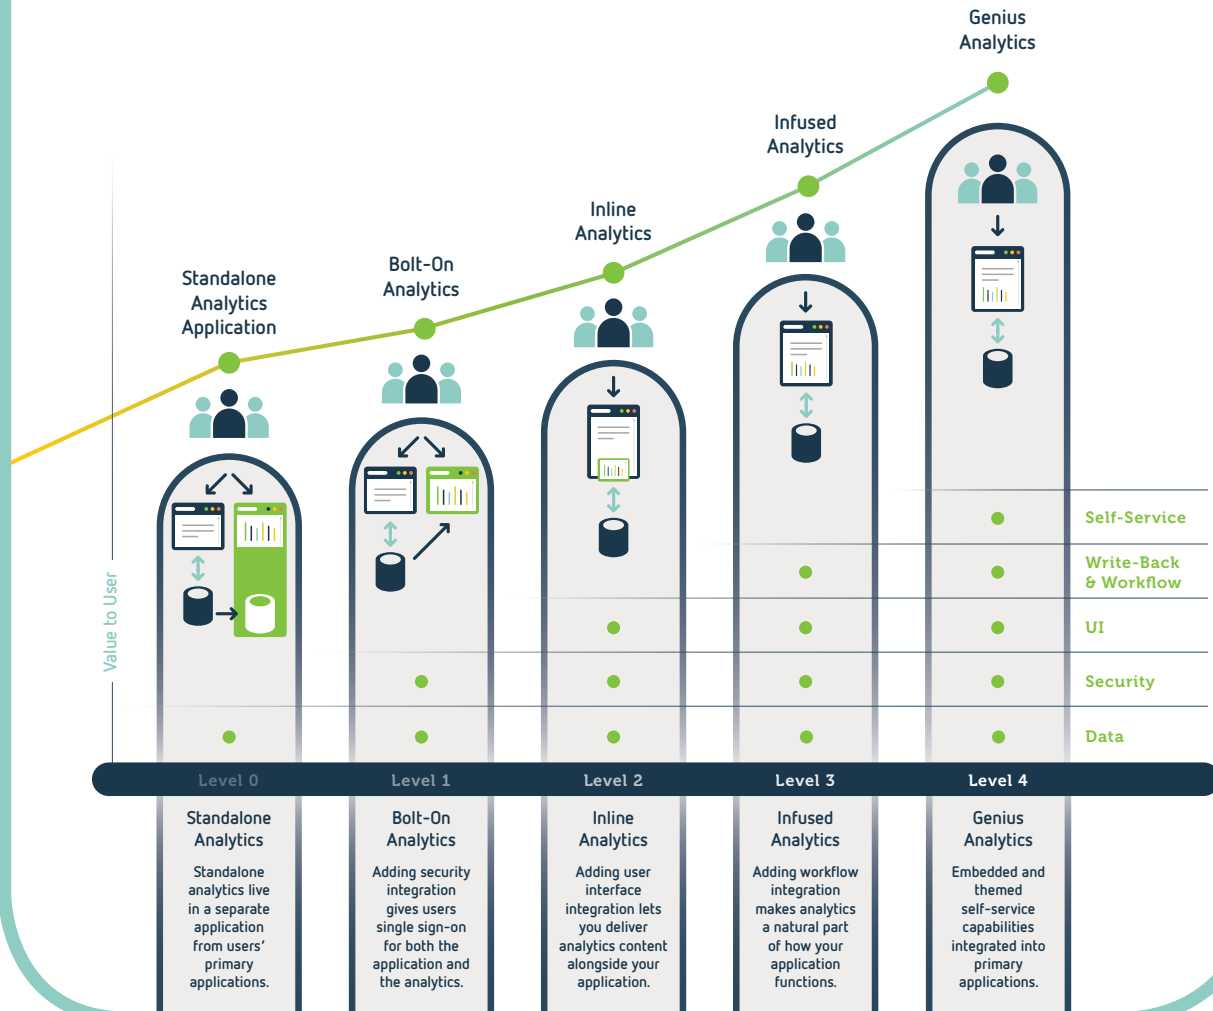 Genius
Analytics
Infused
Analytics
Inline
Analytics
Bolt-On
Analytics
Standalone
Analytics
Application
Value to User
Self-Service
Write-Back
& Workflow
UI
Security
Data
Level 0
Level 1
Level 2
Level 3
Level 4
Standalone
Analytics
Standalone
analytics live
in a separate
application
from users’
primary
applications.
Bolt-On
Analytics
Adding security
integration
gives users
single sign-on
for both the
application and
the analytics.
Inline
Analytics
Adding user
interface
integration lets
you deliver
analytics content
alongside your
application.
Infused
Analytics
Adding workflow
integration
makes analytics
a natural part
of how your
application
functions.
Genius
Analytics
Embedded and
themed
self-service
capabilities
integrated into
primary
applications.